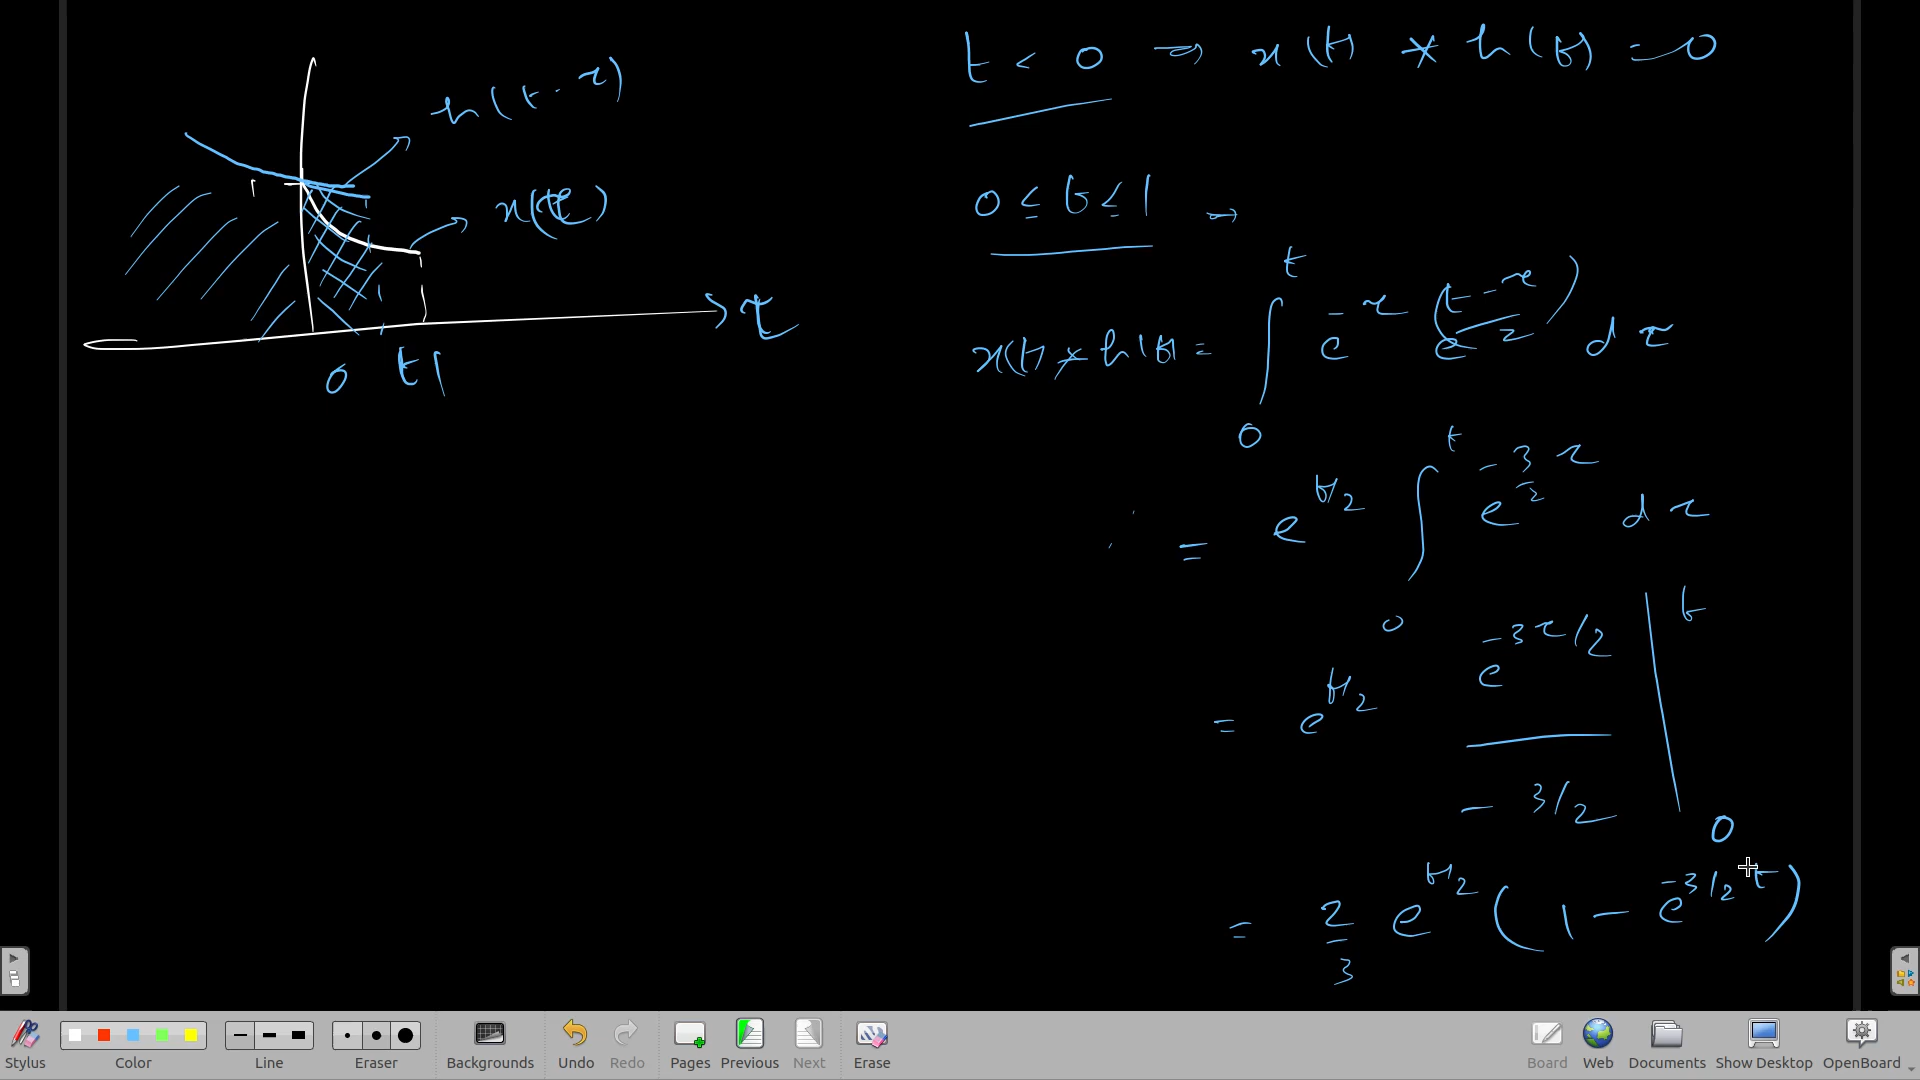 h(t-τ)
1
x(τ)
τ
0 t 1
t < 0 ⇒ x(t) * h(t) = 0
0 ≤ t ≤ 1 →
x(t) * h(t) = ∫₀ᵗ e^{-τ} e^{(t-τ)/2} dτ
= e^{t/2} ∫₀ᵗ e^{-3/2 τ} dτ
= e^{t/2} e^{-3τ/2} / (-3/2) |₀ᵗ
= 2/3 e^{t/2} (1 - e^{-3/2 t})
Stylus Color Line Eraser Backgrounds Undo Redo Pages Previous Next Erase Board Web Documents Show Desktop OpenBoard